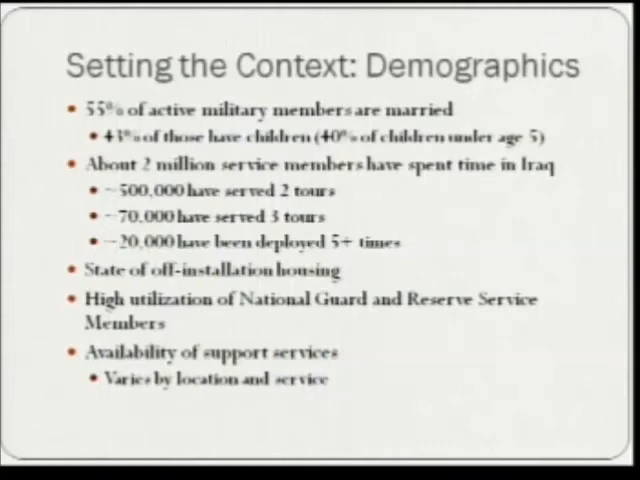 Setting the Context: Demographics
• 55% of active military members are married
• 43% of those have children (40% of children under age 5)
• About 2 million service members have spent time in Iraq
• ~500,000 have served 2 tours
• ~70,000 have served 3 tours
• ~20,000 have been deployed 5+ times
• State of off-installation housing
• High utilization of National Guard and Reserve Service
Members
• Availability of support services
• Varies by location and service